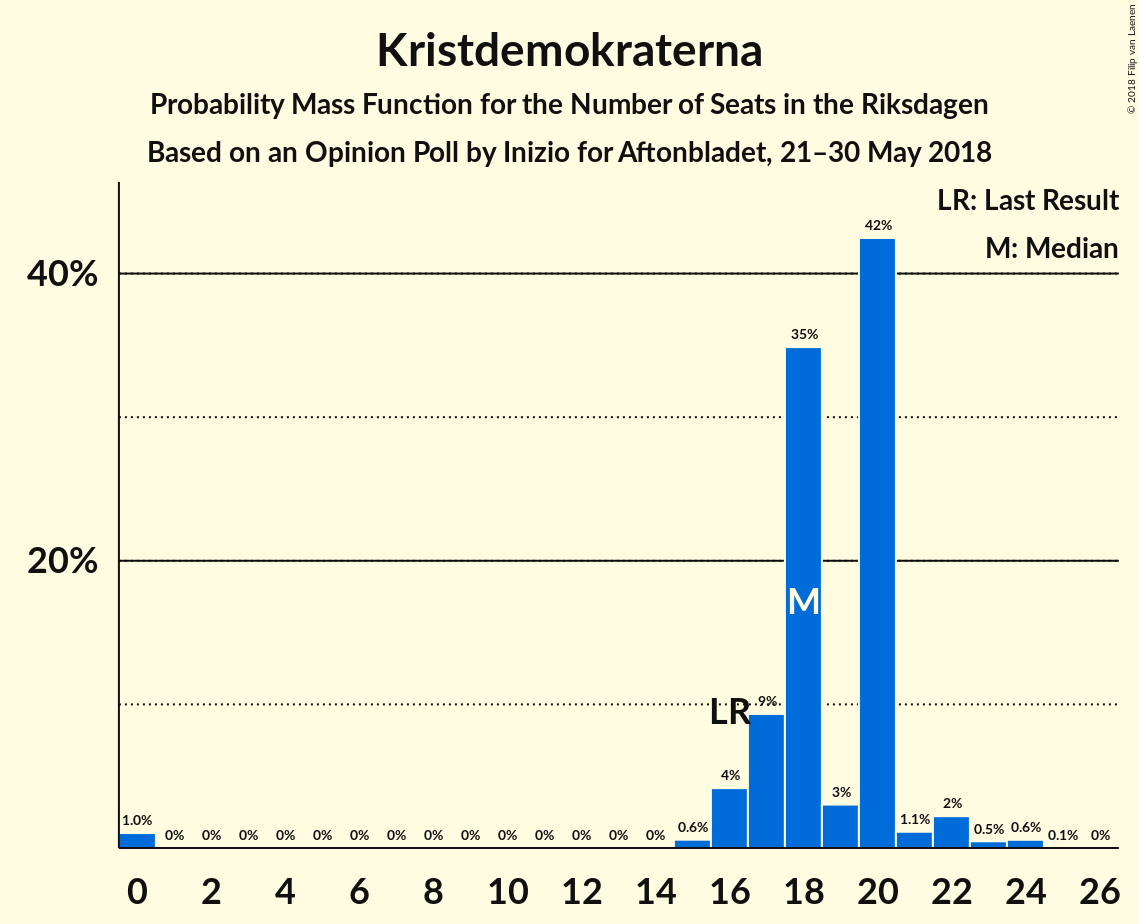 Kristdemokraterna
Probability Mass Function for the Number of Seats in the Riksdagen
Based on an Opinion Poll by Inizio for Aftonbladet, 21–30 May 2018
© 2018 Filip van Laenen
LR: Last Result
M: Median
40%
20%
1.0% 0% 0% 0% 0% 0% 0% 0% 0% 0% 0% 0% 0% 0% 0% 0.6% 4% 9% 35% 3% 42% 1.1% 2% 0.5% 0.6% 0.1% 0%
LR
M
0 2 4 6 8 10 12 14 16 18 20 22 24 26